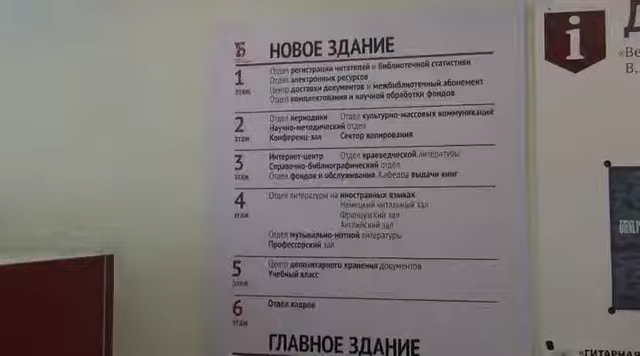 НОВОЕ ЗДАНИЕ
1 этаж
Отдел регистрации читателей и библиотечной статистики
Отдел электронных ресурсов
Центр доставки документов и межбиблиотечный абонемент
Отдел комплектования и научной обработки фондов
2 этаж
Отдел периодики Отдел культурно-массовых коммуникаций
Научно-методический отдел
Конференц-зал Сектор копирования
3 этаж
Интернет-центр Отдел краеведческой литературы
Справочно-библиографический отдел
Отдел фондов и обслуживания Кафедра выдачи книг
4 этаж
Отдел литературы на иностранных языках
Немецкий читальный зал
Французский зал
Английский зал
Отдел музыкально-нотной литературы
Профессорский зал
5 этаж
Центр депозитарного хранения документов
Учебный класс
6 этаж
Отдел кадров
ГЛАВНОЕ ЗДАНИЕ
i
Д
«Ве
В.
«ГИТАРНАЯ